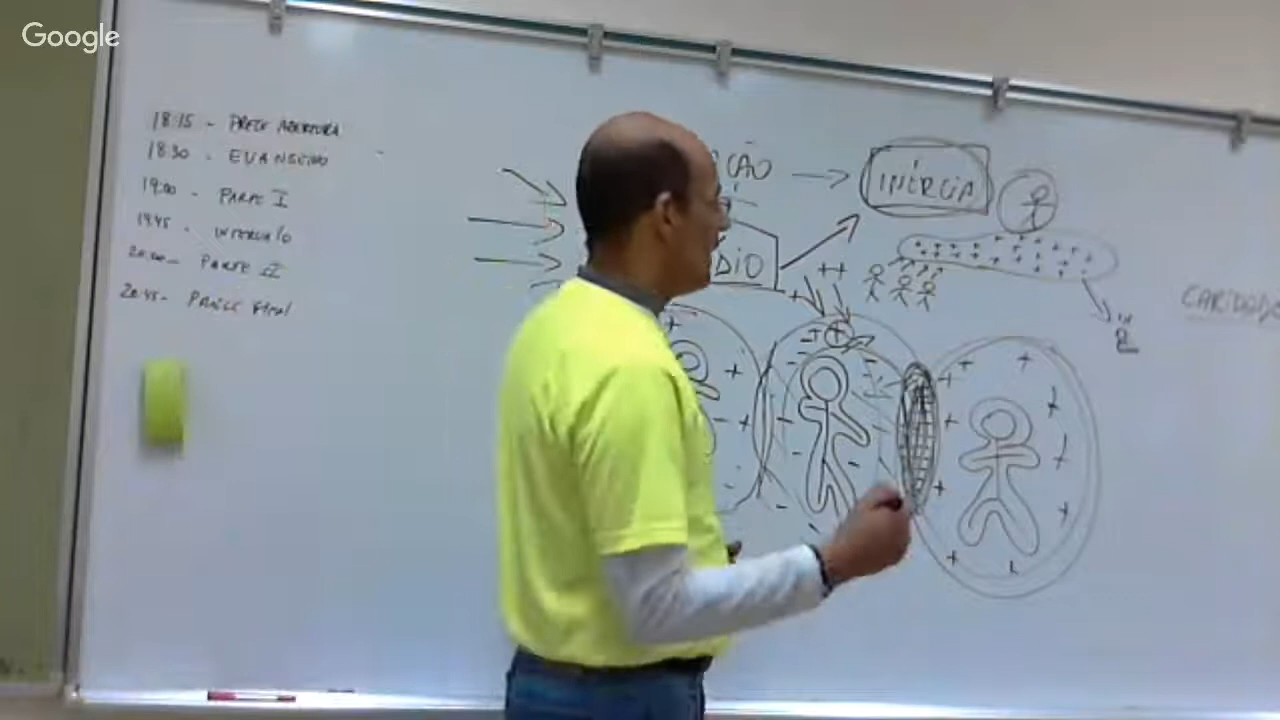 Google
18:15 - PRECE ABERTURA
18:30 - EVANGELHO
19:00 - PARTE I
19:45 - INTERVALO
20:00 - PARTE II
20:45 - PRECE FINAL
ÇÃO
INÉRCIA
DIO
CARIDADE